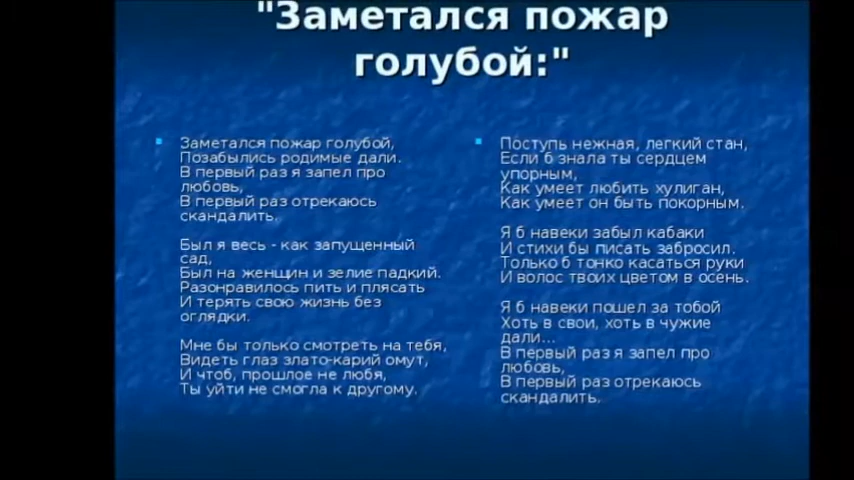 "Заметался пожар
голубой:"
Заметался пожар голубой,
Позабылись родимые дали.
В первый раз я запел про
любовь,
В первый раз отрекаюсь
скандалить.
Был я весь - как запущенный
сад,
Был на женщин и зелие падкий.
Разонравилось пить и плясать
И терять свою жизнь без
оглядки.
Мне бы только смотреть на тебя,
Видеть глаз злато-карий омут,
И чтоб, прошлое не любя,
Ты уйти не смогла к другому.
Поступь нежная, легкий стан,
Если б знала ты сердцем
упорным,
Как умеет любить хулиган,
Как умеет он быть покорным.
Я б навеки забыл кабаки
И стихи бы писать забросил.
Только б тонко касаться руки
И волос твоих цветом в осень.
Я б навеки пошел за тобой
Хоть в свои, хоть в чужие
дали...
В первый раз я запел про
любовь,
В первый раз отрекаюсь
скандалить.